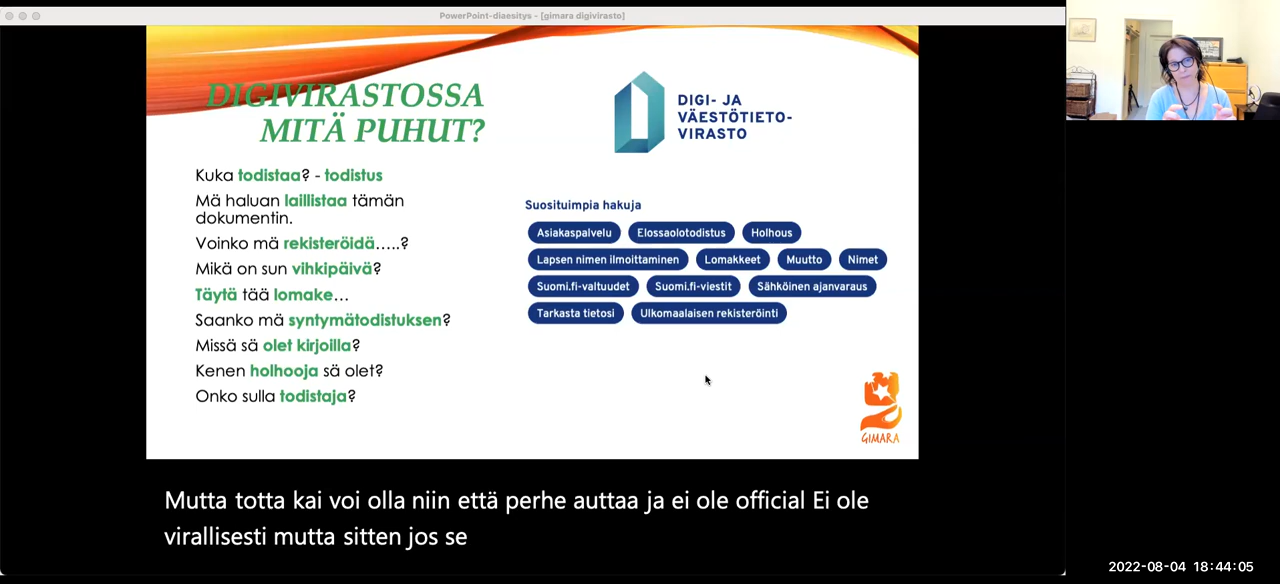 PowerPoint-diaesitys - [gimara digivirasto]
DIGIVIRASTOSSA
MITÄ PUHUT?
Kuka todistaa? - todistus
Mä haluan laillistaa tämän
dokumentin.
Voinko mä rekisteröidä…..?
Mikä on sun vihkipäivä?
Täytä tää lomake…
Saanko mä syntymätodistuksen?
Missä sä olet kirjoilla?
Kenen holhooja sä olet?
Onko sulla todistaja?
DIGI- JA
VÄESTÖTIETO-
VIRASTO
Suosituimpia hakuja
Asiakaspalvelu Elossaolotodistus Holhous
Lapsen nimen ilmoittaminen Lomakkeet Muutto Nimet
Suomi.fi-valtuudet Suomi.fi-viestit Sähköinen ajanvaraus
Tarkasta tietosi Ulkomaalaisen rekisteröinti
GIMARA
Mutta totta kai voi olla niin että perhe auttaa ja ei ole official Ei ole
virallisesti mutta sitten jos se
2022-08-04 18:44:05